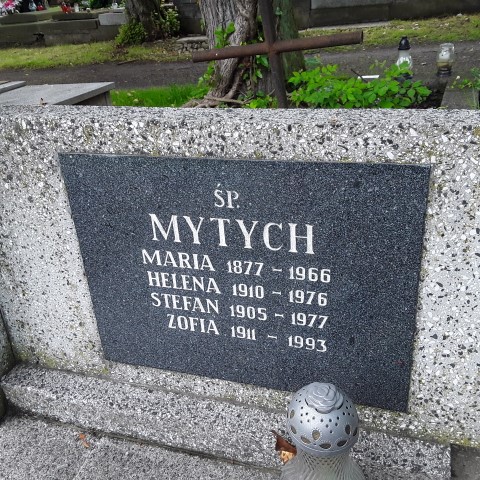 ŚP.
MYTYCH
MARIA 1877 - 1966
HELENA 1910 - 1976
STEFAN 1905 - 1977
ZOFIA 1911 - 1993